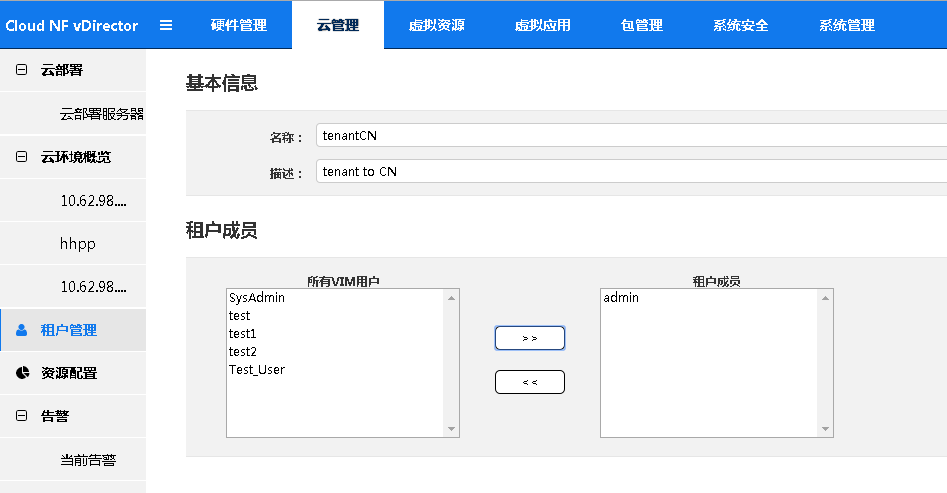 Cloud NF vDirector 硬件管理 云管理 虚拟资源 虚拟应用 包管理 系统安全 系统管理
云部署
云部署服务器
云环境概览
10.62.98....
hhpp
10.62.98....
租户管理
资源配置
告警
当前告警
基本信息
名称： tenantCN
描述： tenant to CN
租户成员
所有VIM用户
SysAdmin
test
test1
test2
Test_User
>>
<<
租户成员
admin